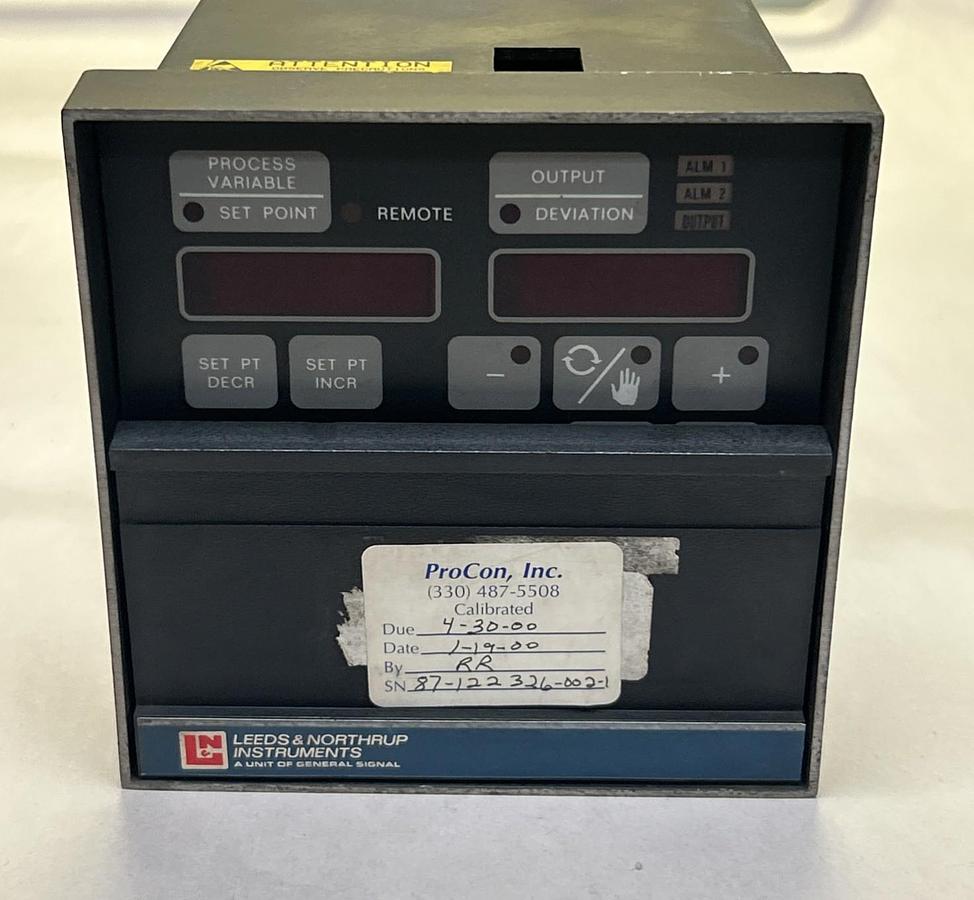 ATTENTION
OBSERVE PRECAUTIONS
PROCESS
VARIABLE
SET POINT
REMOTE
OUTPUT
DEVIATION
ALM 1
ALM 2
OUTPUT
SET PT
DECR
SET PT
INCR
−
+
ProCon, Inc.
(330) 487-5508
Calibrated
Due 4-30-00
Date 1-19-00
By RR
SN 87-122326-002-1
LEEDS & NORTHRUP
INSTRUMENTS
A UNIT OF GENERAL SIGNAL